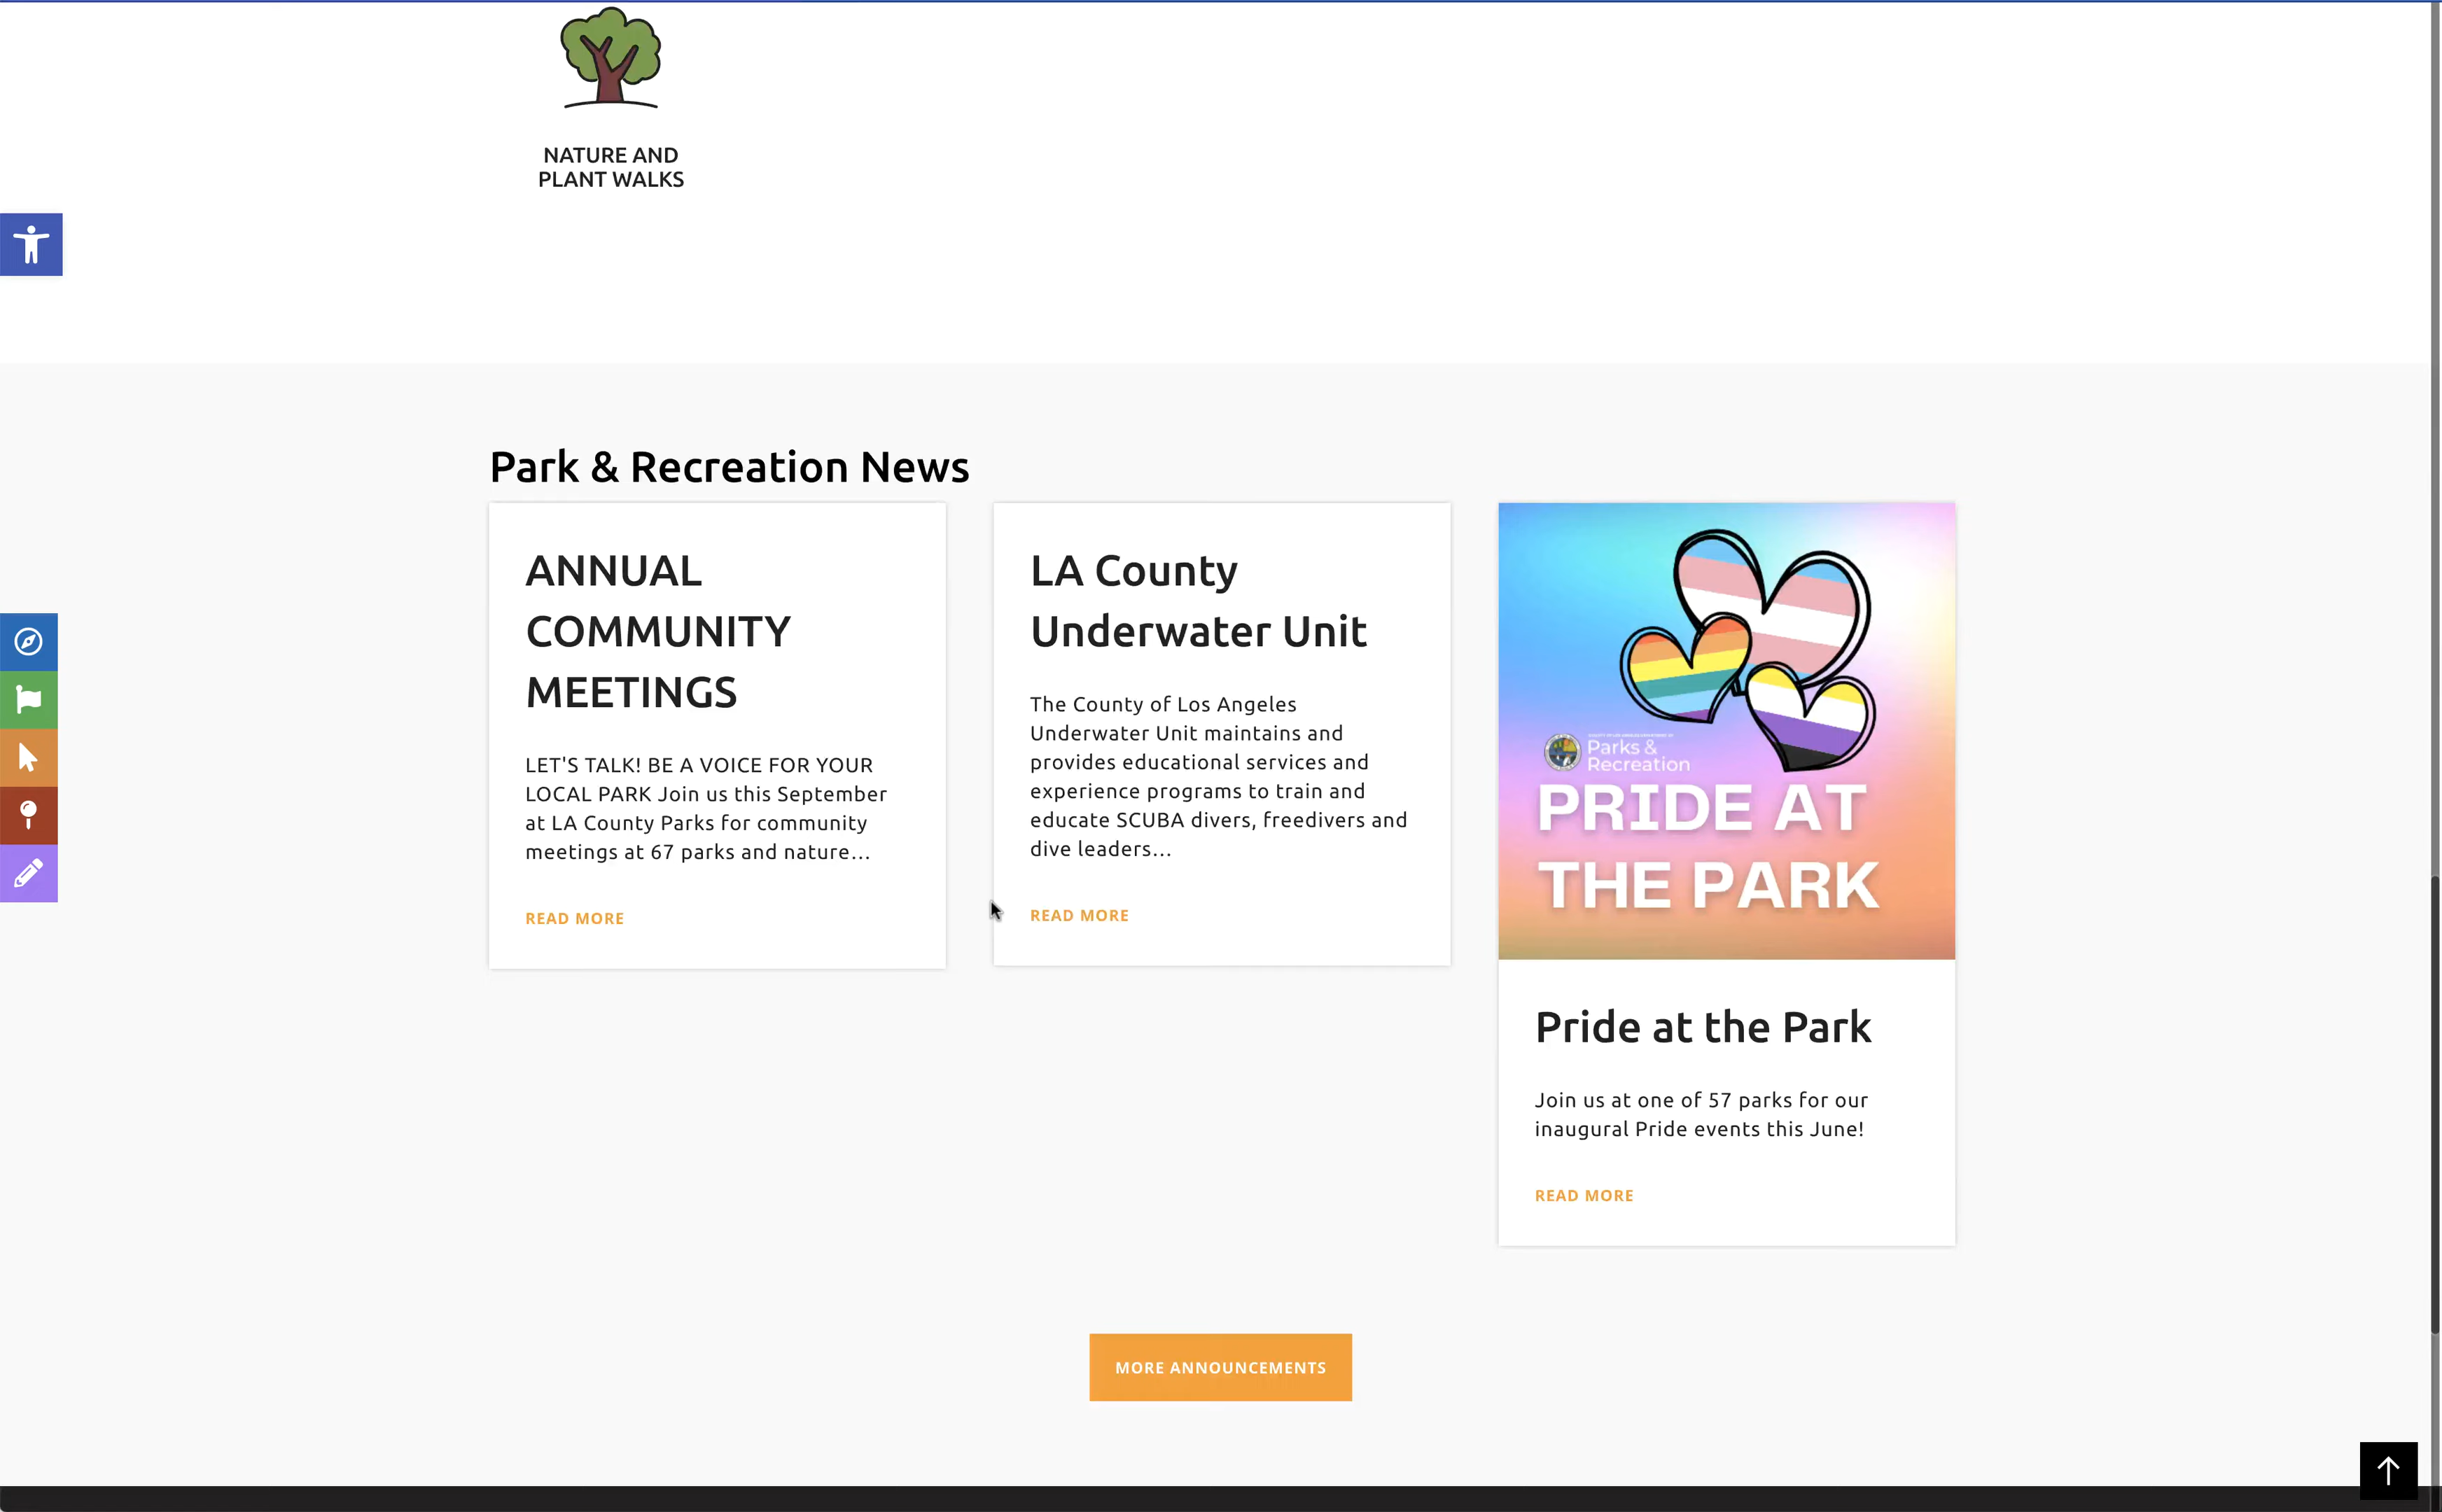 NATURE AND
PLANT WALKS
Park & Recreation News
ANNUAL
COMMUNITY
MEETINGS
LET'S TALK! BE A VOICE FOR YOUR
LOCAL PARK Join us this September
at LA County Parks for community
meetings at 67 parks and nature...
READ MORE
LA County
Underwater Unit
The County of Los Angeles
Underwater Unit maintains and
provides educational services and
experience programs to train and
educate SCUBA divers, freedivers and
dive leaders...
READ MORE
Parks &
Recreation
PRIDE AT
THE PARK
Pride at the Park
Join us at one of 57 parks for our
inaugural Pride events this June!
READ MORE
MORE ANNOUNCEMENTS